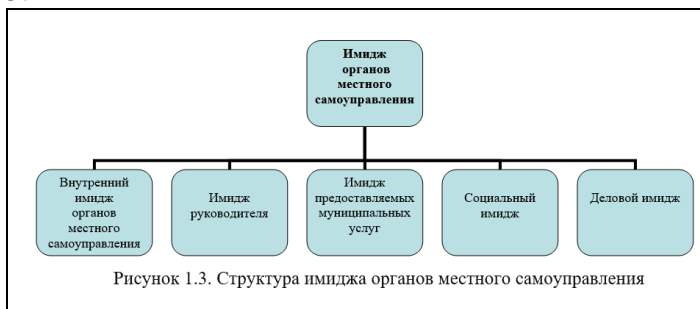 Имидж
органов
местного
самоуправления
Внутренний
имидж
органов
местного
самоуправления
Имидж
руководителя
Имидж
предоставляемых
муниципальных
услуг
Социальный
имидж
Деловой имидж
Рисунок 1.3. Структура имиджа органов местного самоуправления